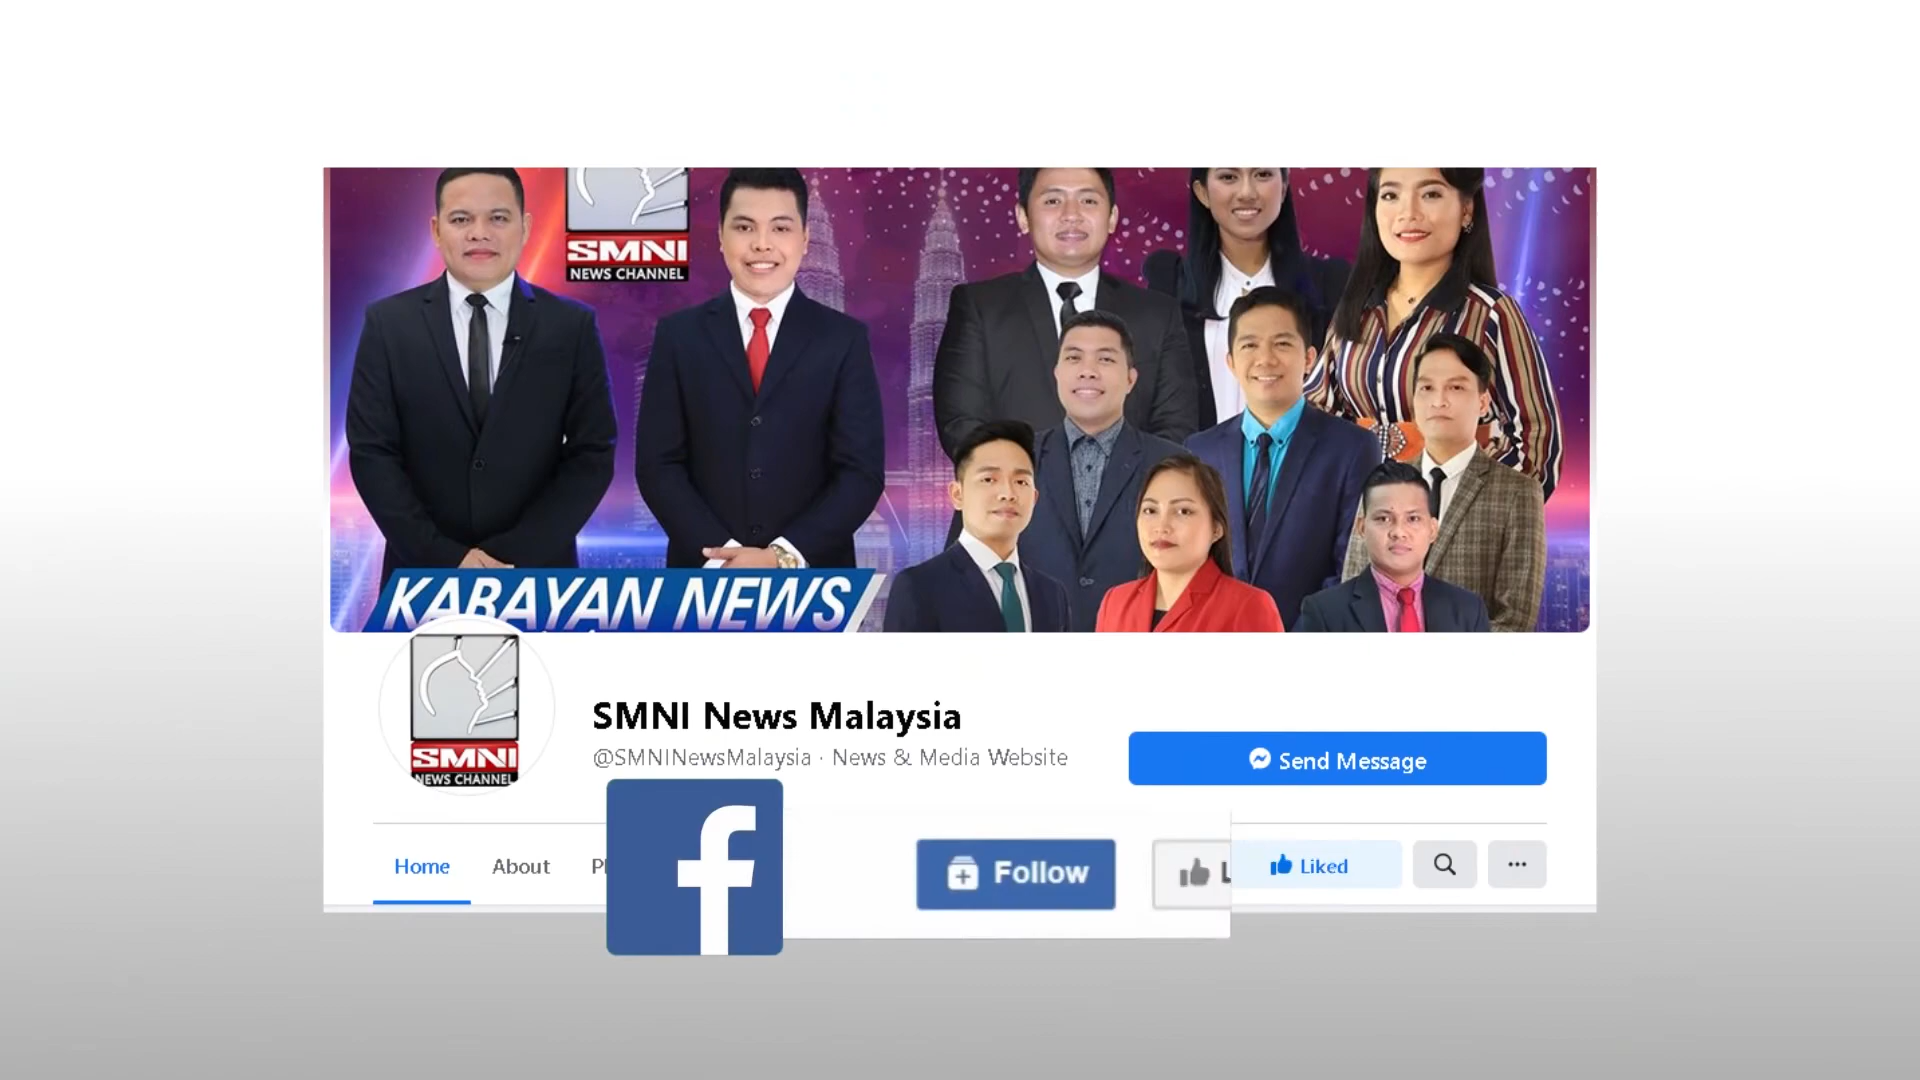 SMNI
NEWS CHANNEL
KABAYAN NEWS
SMNI
NEWS CHANNEL
SMNI News Malaysia
@SMNINewsMalaysia · News & Media Website
Send Message
Home
About
f
Follow
Liked